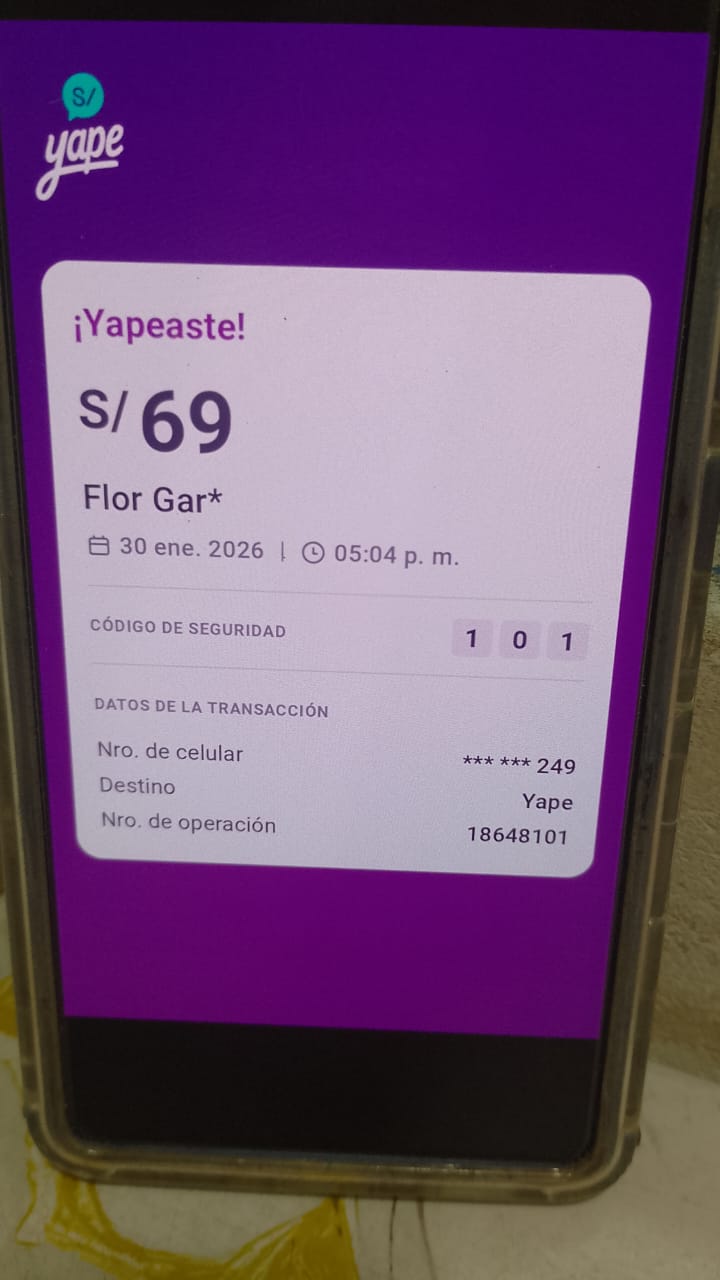 S/
yape
¡Yapeaste!
S/ 69
Flor Gar*
30 ene. 2026 | 05:04 p. m.
CÓDIGO DE SEGURIDAD 1 0 1
DATOS DE LA TRANSACCIÓN
Nro. de celular *** *** 249
Destino Yape
Nro. de operación 18648101